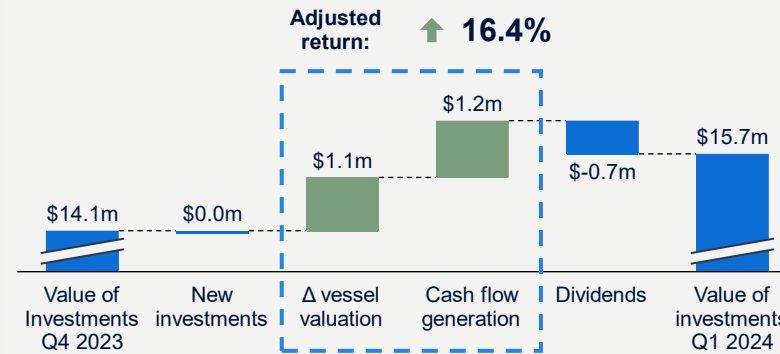 Adjusted
return:
16.4%
$14.1m
$0.0m
$1.1m
$1.2m
$-0.7m
$15.7m
Value of
Investments
Q4 2023
New
investments
Δ vessel
valuation
Cash flow
generation
Dividends
Value of
investments
Q1 2024